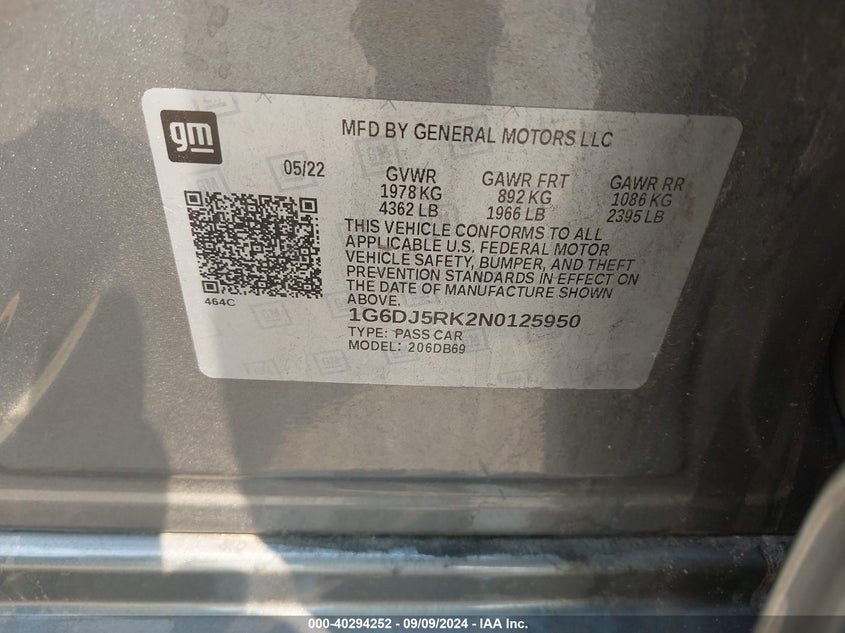 gm
MFD BY GENERAL MOTORS LLC
05/22
GVWR
1978 KG
4362 LB
GAWR FRT
892 KG
1966 LB
GAWR RR
1086 KG
2395 LB
THIS VEHICLE CONFORMS TO ALL
APPLICABLE U.S. FEDERAL MOTOR
VEHICLE SAFETY, BUMPER, AND THEFT
PREVENTION STANDARDS IN EFFECT ON
THE DATE OF MANUFACTURE SHOWN
ABOVE.
464C
1G6DJ5RK2N0125950
TYPE: PASS CAR
MODEL: 206DB69
000-40294252 - 09/09/2024 - IAA Inc.